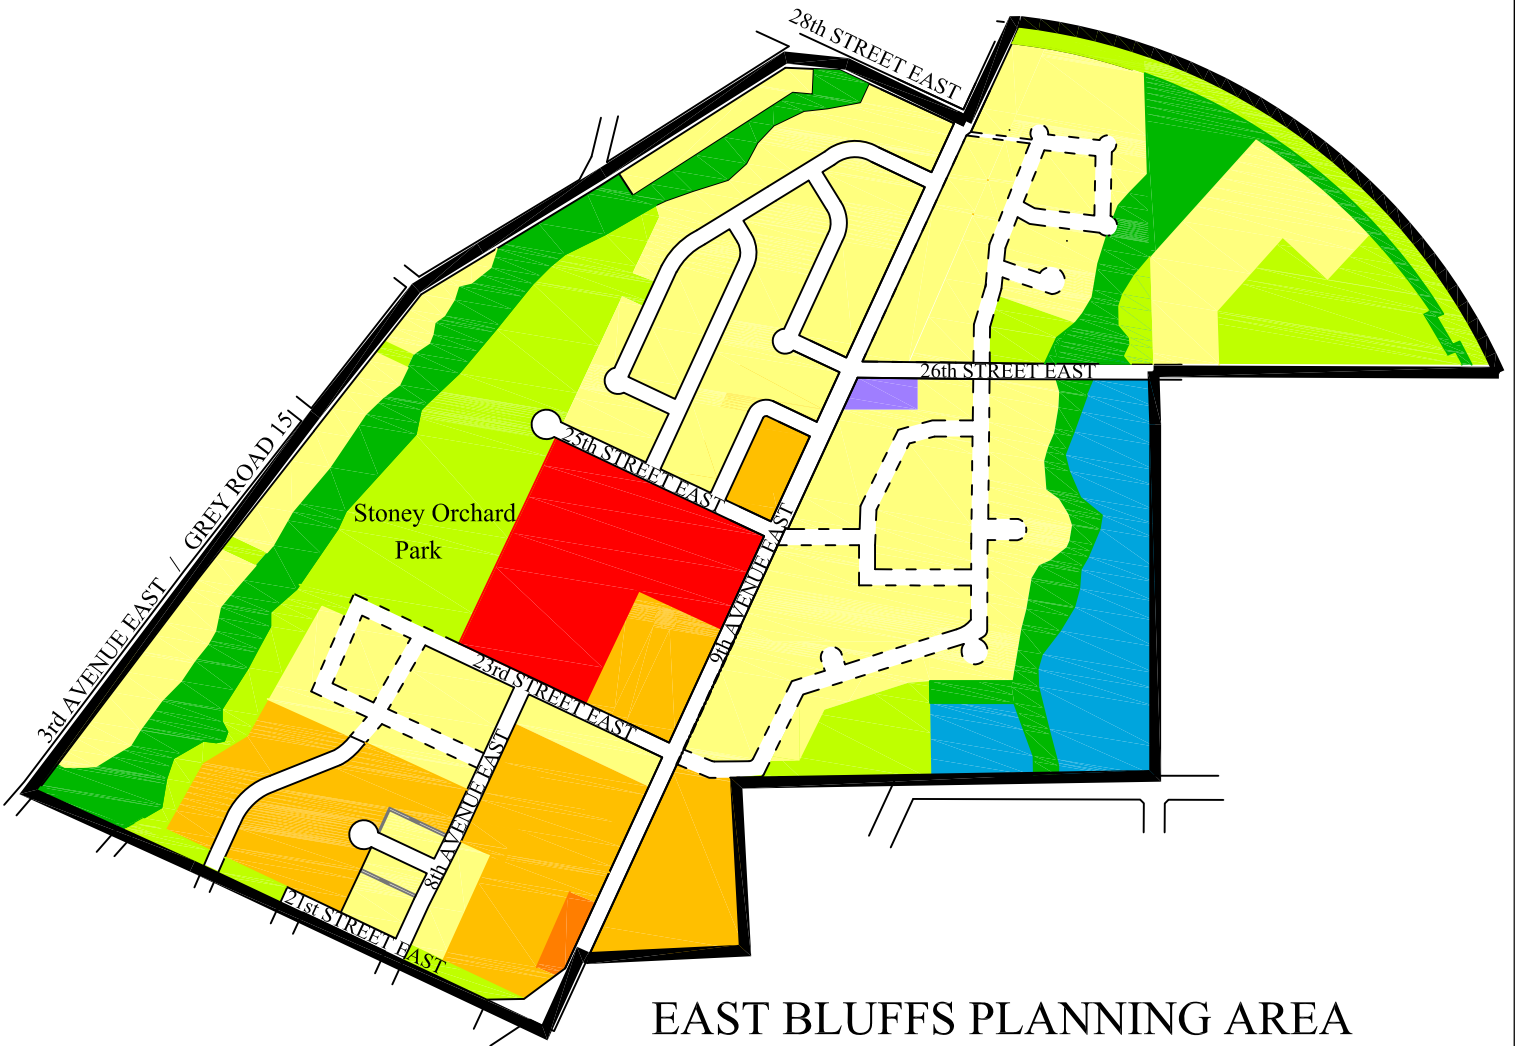 28th STREET EAST
26th STREET EAST
25th STREET EAST
Stoney Orchard
Park
3rd AVENUE EAST / GREY ROAD 15
9th AVENUE EAST
23rd STREET EAST
8th AVENUE EAST
21st STREET EAST
EAST BLUFFS PLANNING AREA